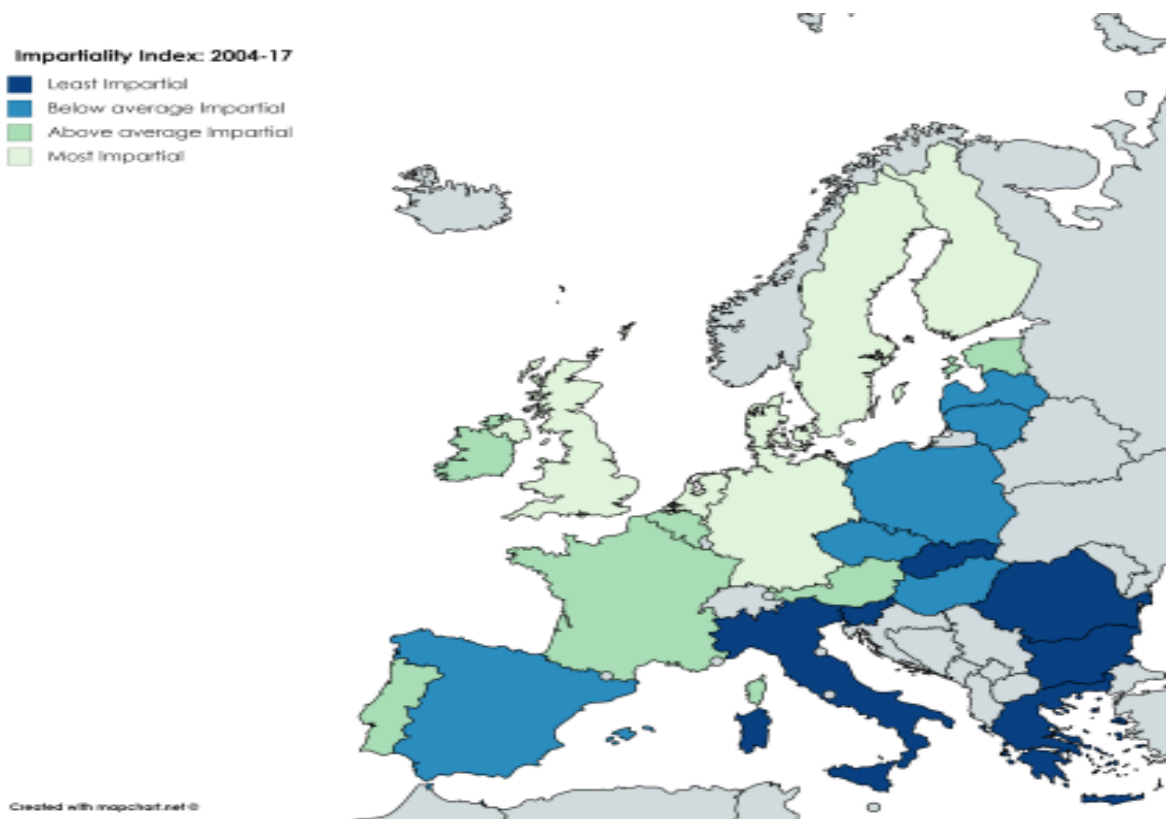 Impartiality Index: 2004-17
Least Impartial
Below average Impartial
Above average Impartial
Most Impartial
Created with mapchart.net ©